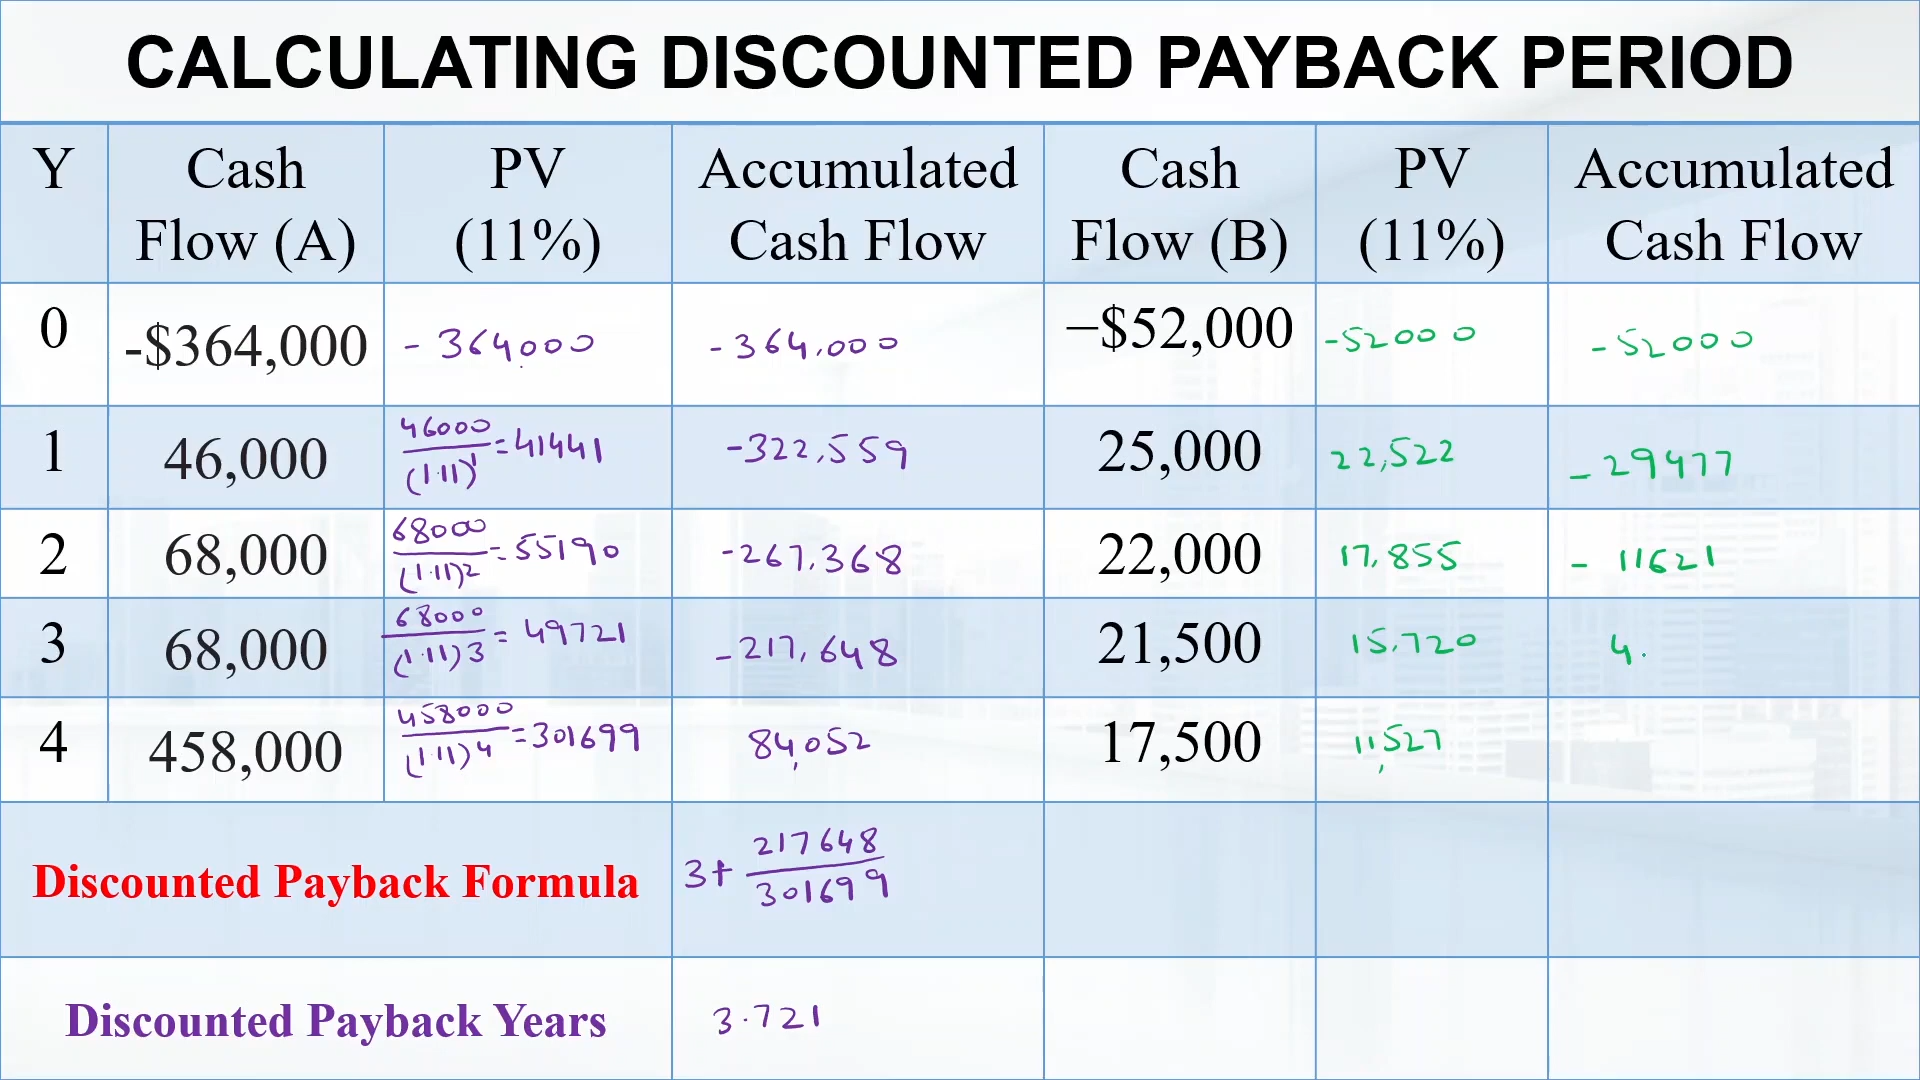 CALCULATING DISCOUNTED PAYBACK PERIOD
Y Cash Flow (A) PV (11%) Accumulated Cash Flow Cash Flow (B) PV (11%) Accumulated Cash Flow
0 -$364,000 -364,000 -364,000 −$52,000 -52000 -52000
1 46,000 46000/(1.11)^1=41441 -322,559 25,000 22,522 -29477
2 68,000 68000/(1.11)2=55190 -267,368 22,000 17,855 -11621
3 68,000 68000/(1.11)3=49721 -217,648 21,500 15,720 4.
4 458,000 458000/(1.11)4=301699 84,052 17,500 11,527
Discounted Payback Formula 3+ 217648/301699
Discounted Payback Years 3.721